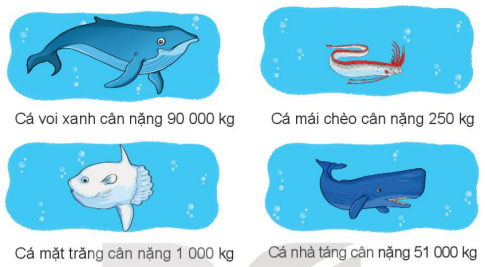 Cá voi xanh cân nặng 90 000 kg
Cá mái chèo cân nặng 250 kg
Cá mặt trăng cân nặng 1 000 kg
Cá nhà táng cân nặng 51 000 kg